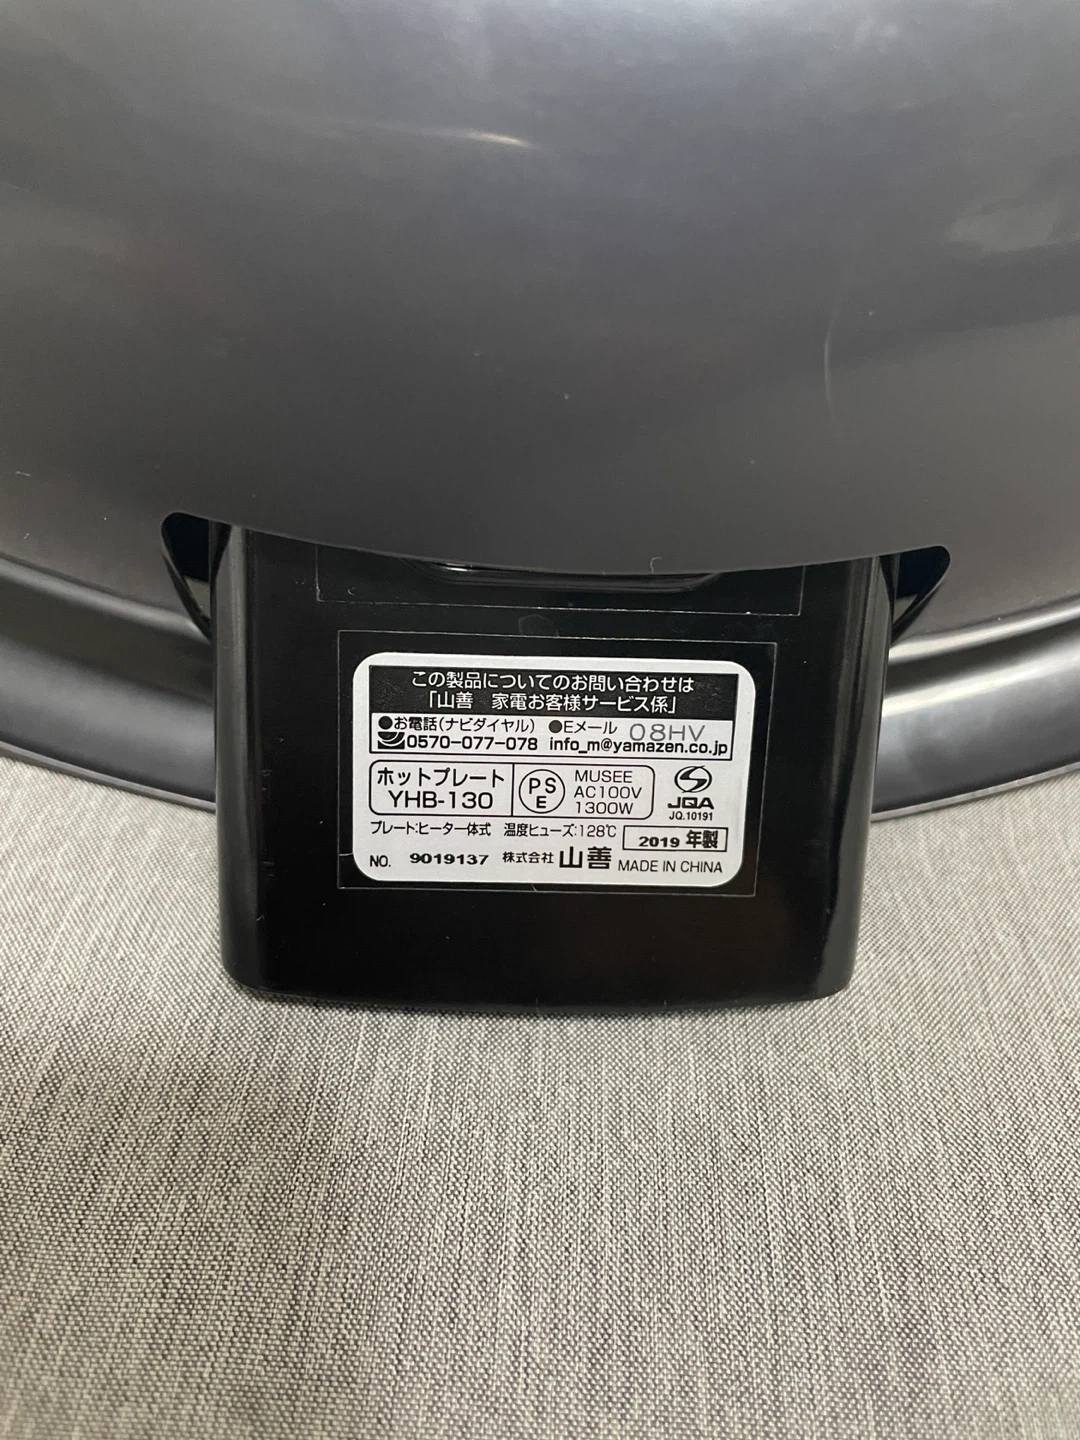 この製品についてのお問い合わせは
「山善 家電お客様サービス係」
●お電話(ナビダイヤル) ●Eメール 08HV
0570-077-078 info_m@yamazen.co.jp
ホットプレート
YHB-130
PS
E
MUSEE
AC100V
1300W
JQA
JQ.10191
プレート:ヒーター体式 温度ヒューズ:128℃ 2019 年製
NO. 9019137 株式会社 山善 MADE IN CHINA